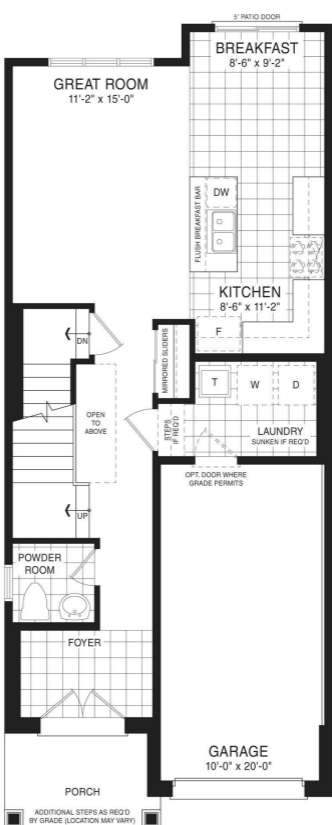 5' PATIO DOOR
BREAKFAST
8'-6" x 9'-2"
GREAT ROOM
11'-2" x 15'-0"
FLUSH BREAKFAST BAR
DW
KITCHEN
8'-6" x 11'-2"
F
DN
MIRRORED SLIDERS
T
W
D
OPEN
TO
ABOVE
STEPS
IF REQ'D
LAUNDRY
SUNKEN IF REQ'D
OPT. DOOR WHERE
GRADE PERMITS
UP
POWDER
ROOM
FOYER
GARAGE
10'-0" x 20'-0"
PORCH
ADDITIONAL STEPS AS REQ'D
BY GRADE (LOCATION MAY VARY)